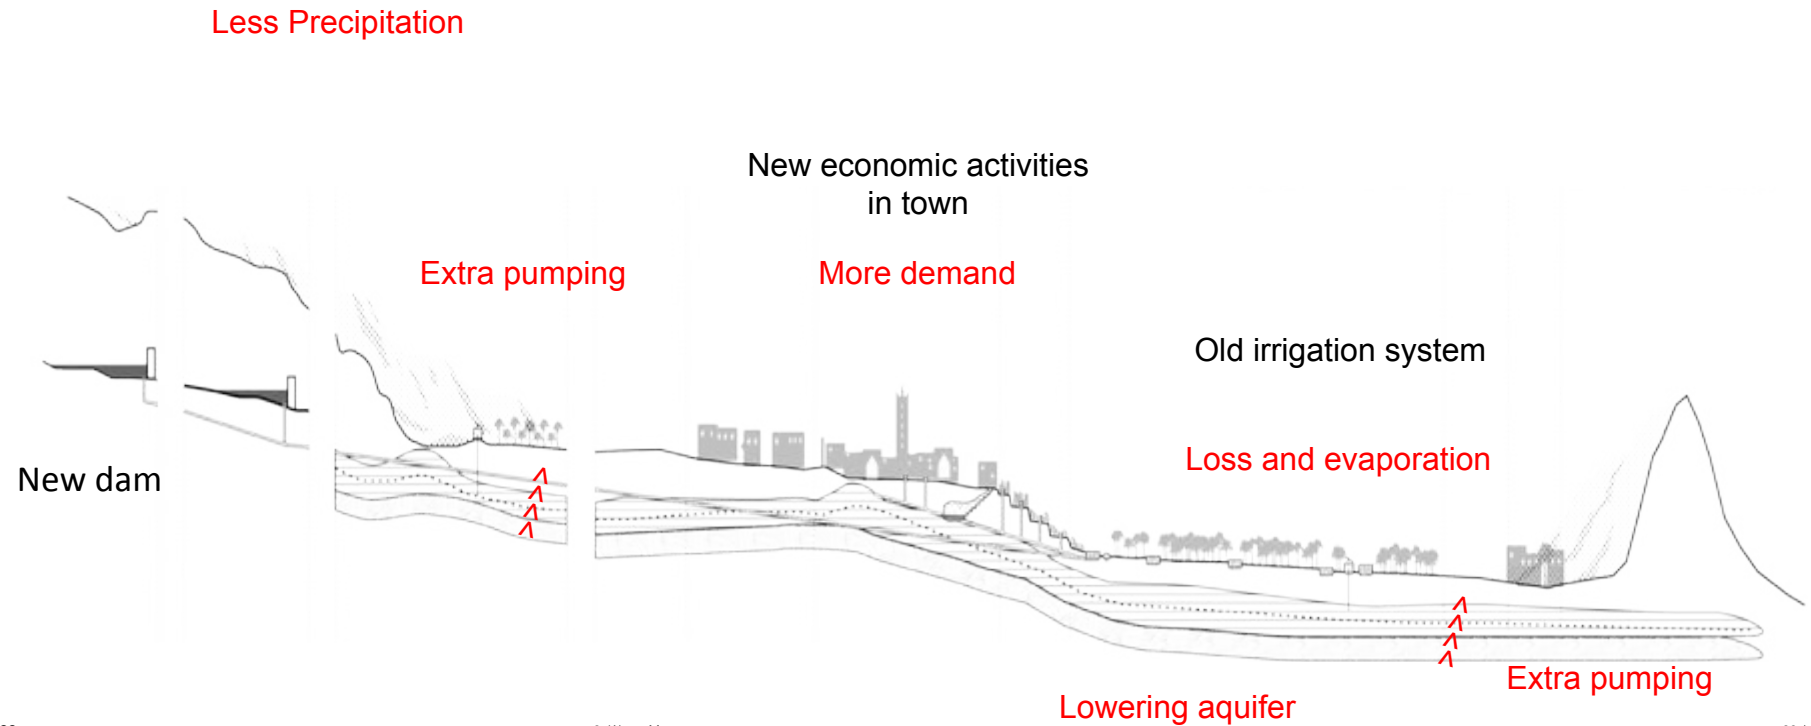 Less Precipitation
New economic activities
in town
Extra pumping
More demand
Old irrigation system
Loss and evaporation
New dam
Extra pumping
Lowering aquifer